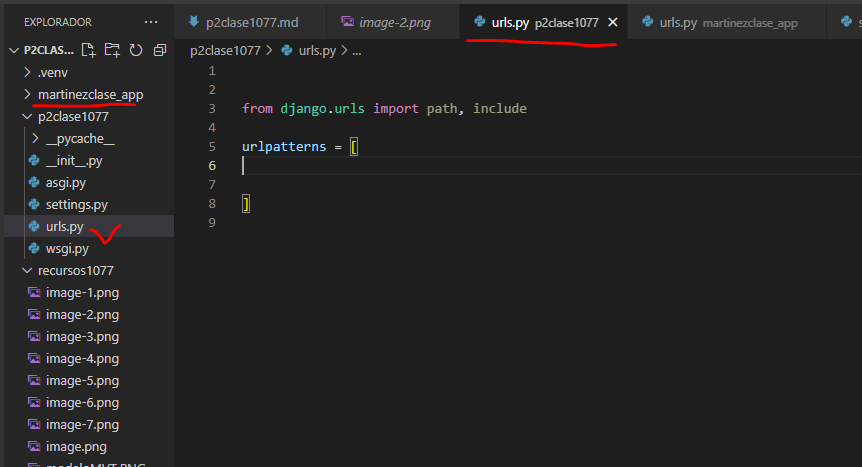 EXPLORADOR
P2CLAS...
.venv
martinezclase_app
p2clase1077
__pycache__
__init__.py
asgi.py
settings.py
urls.py
wsgi.py
recursos1077
image-1.png
image-2.png
image-3.png
image-4.png
image-5.png
image-6.png
image-7.png
image.png
modeloMVT.PNG
p2clase1077.md
image-2.png
urls.py p2clase1077
urls.py martinezclase_app
s
p2clase1077 > urls.py > ...
1
2
3 from django.urls import path, include
4
5 urlpatterns = [
6
7
8 ]
9